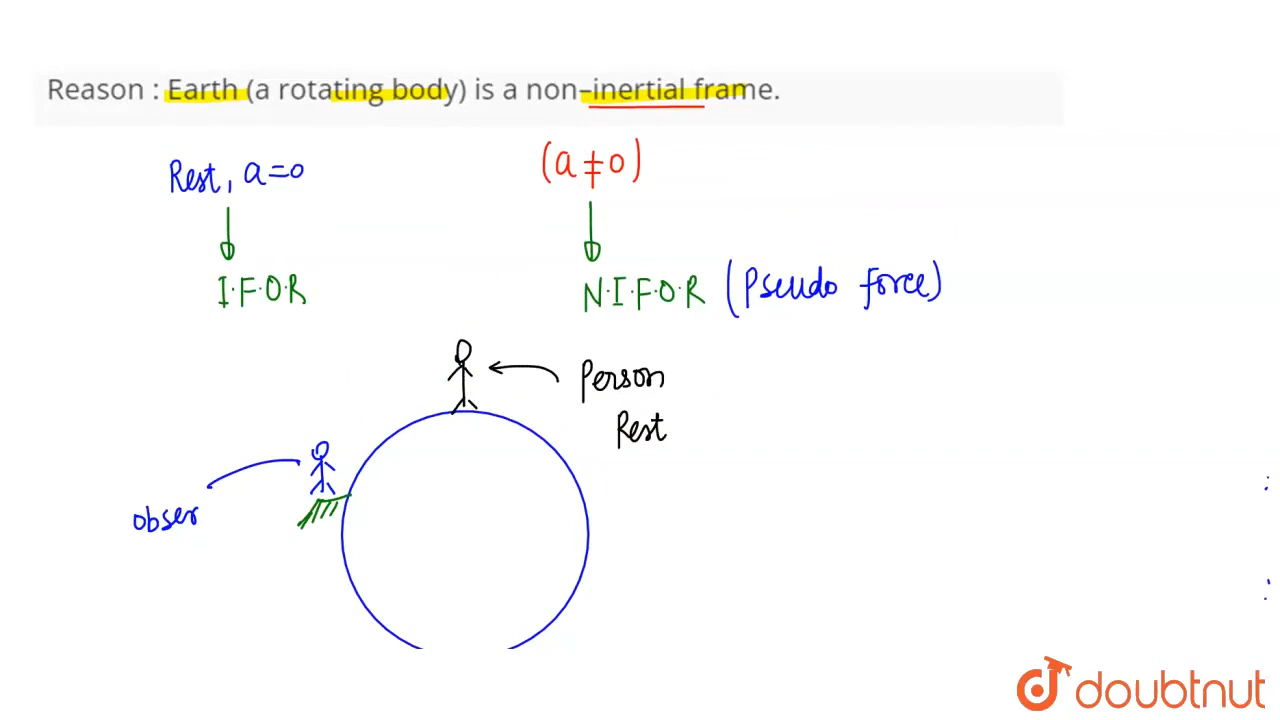 Reason : Earth (a rotating body) is a non–inertial frame.
Rest, a=0
(a ≠ 0)
I.F.O.R
N.I.F.O.R (Pseudo force)
Person
Rest
obser
doubtnut